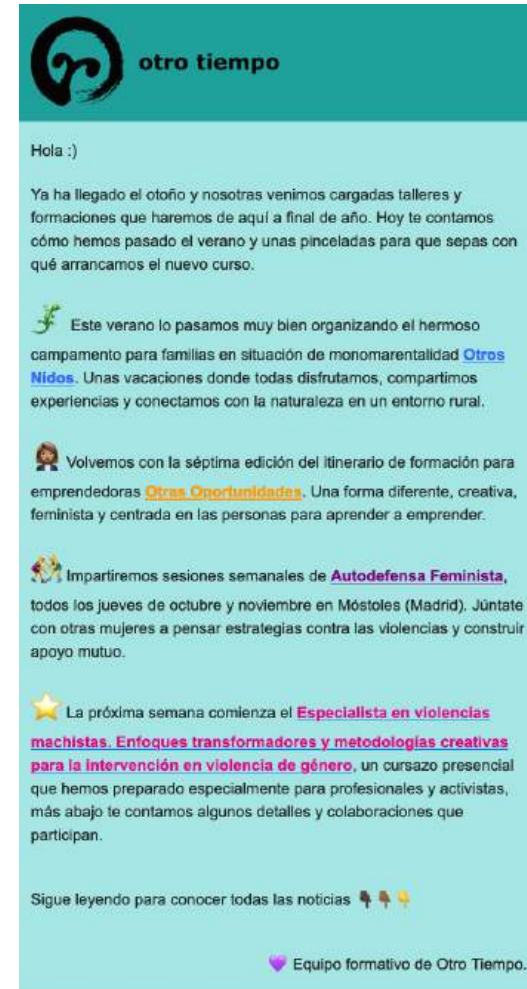 otro tiempo
Hola :)
Ya ha llegado el otoño y nosotras venimos cargadas talleres y
formaciones que haremos de aquí a final de año. Hoy te contamos
cómo hemos pasado el verano y unas pinceladas para que sepas con
qué arrancamos el nuevo curso.
Este verano lo pasamos muy bien organizando el hermoso
campamento para familias en situación de monomarentalidad Otros
Nidos. Unas vacaciones donde todas disfrutamos, compartimos
experiencias y conectamos con la naturaleza en un entorno rural.
Volvemos con la séptima edición del itinerario de formación para
emprendedoras Otras Oportunidades. Una forma diferente, creativa,
feminista y centrada en las personas para aprender a emprender.
Impartiremos sesiones semanales de Autodefensa Feminista,
todos los jueves de octubre y noviembre en Móstoles (Madrid). Júntate
con otras mujeres a pensar estrategias contra las violencias y construir
apoyo mutuo.
La próxima semana comienza el Especialista en violencias
machistas. Enfoques transformadores y metodologías creativas
para la intervención en violencia de género, un cursazo presencial
que hemos preparado especialmente para profesionales y activistas,
más abajo te contamos algunos detalles y colaboraciones que
participan.
Sigue leyendo para conocer todas las noticias 👇🏿👇🏾👇
💜 Equipo formativo de Otro Tiempo.